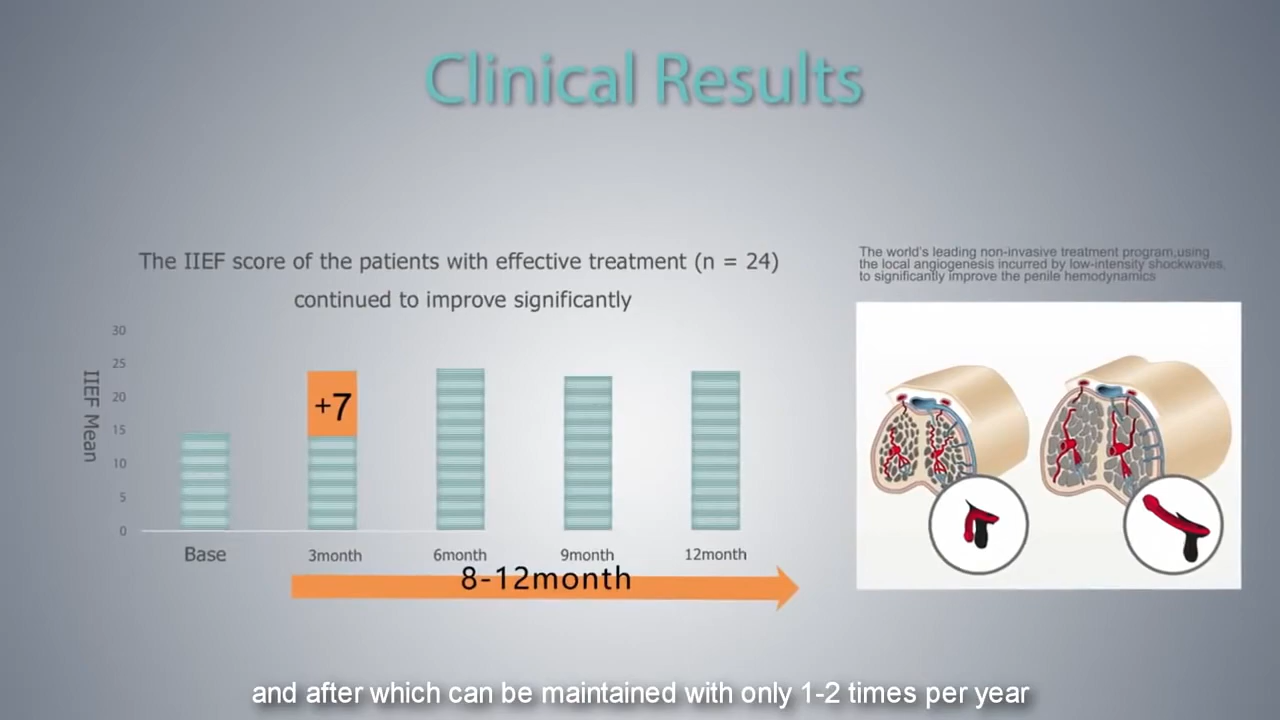 Clinical Results
The IIEF score of the patients with effective treatment (n = 24)
continued to improve significantly
IIEF Mean
30
25
20
15
10
5
0
+7
Base
3month
6month
9month
12month
8-12month
The world's leading non-invasive treatment program,using
the local angiogenesis incurred by low-intensity shockwaves,
to significantly improve the penile hemodynamics
and after which can be maintained with only 1-2 times per year